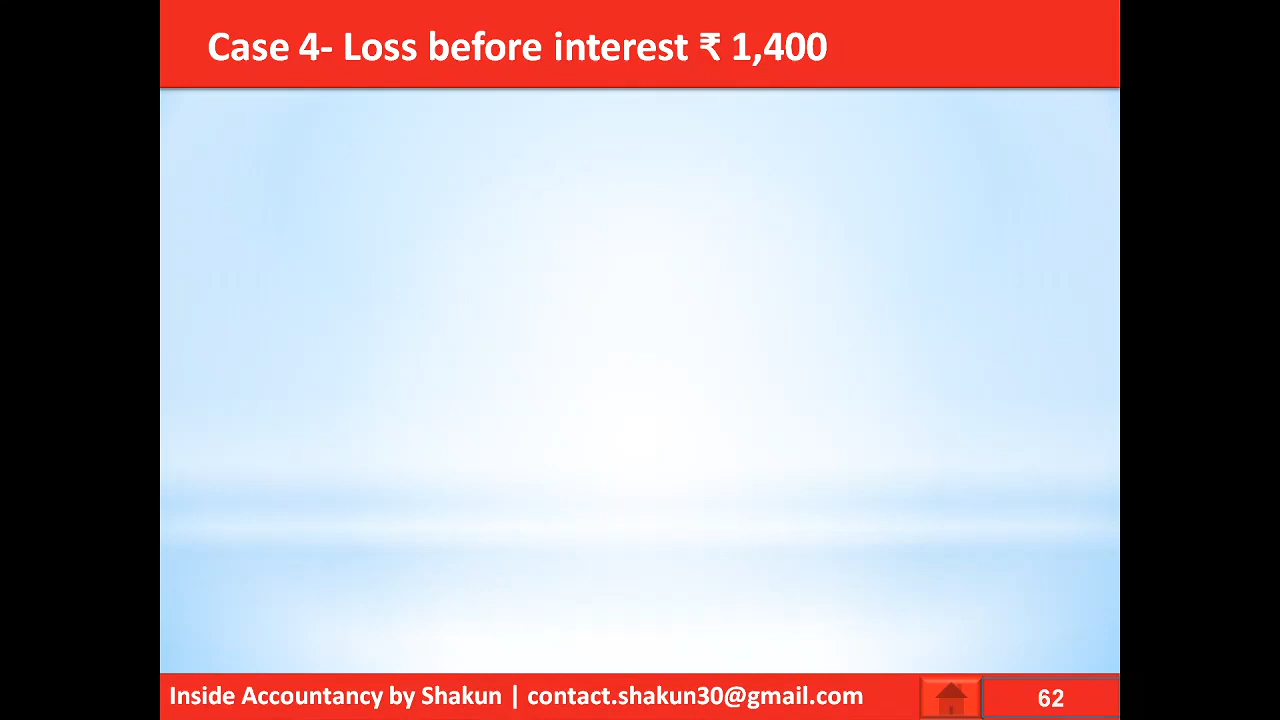 Case 4- Loss before interest ₹ 1,400
Inside Accountancy by Shakun | contact.shakun30@gmail.com
62